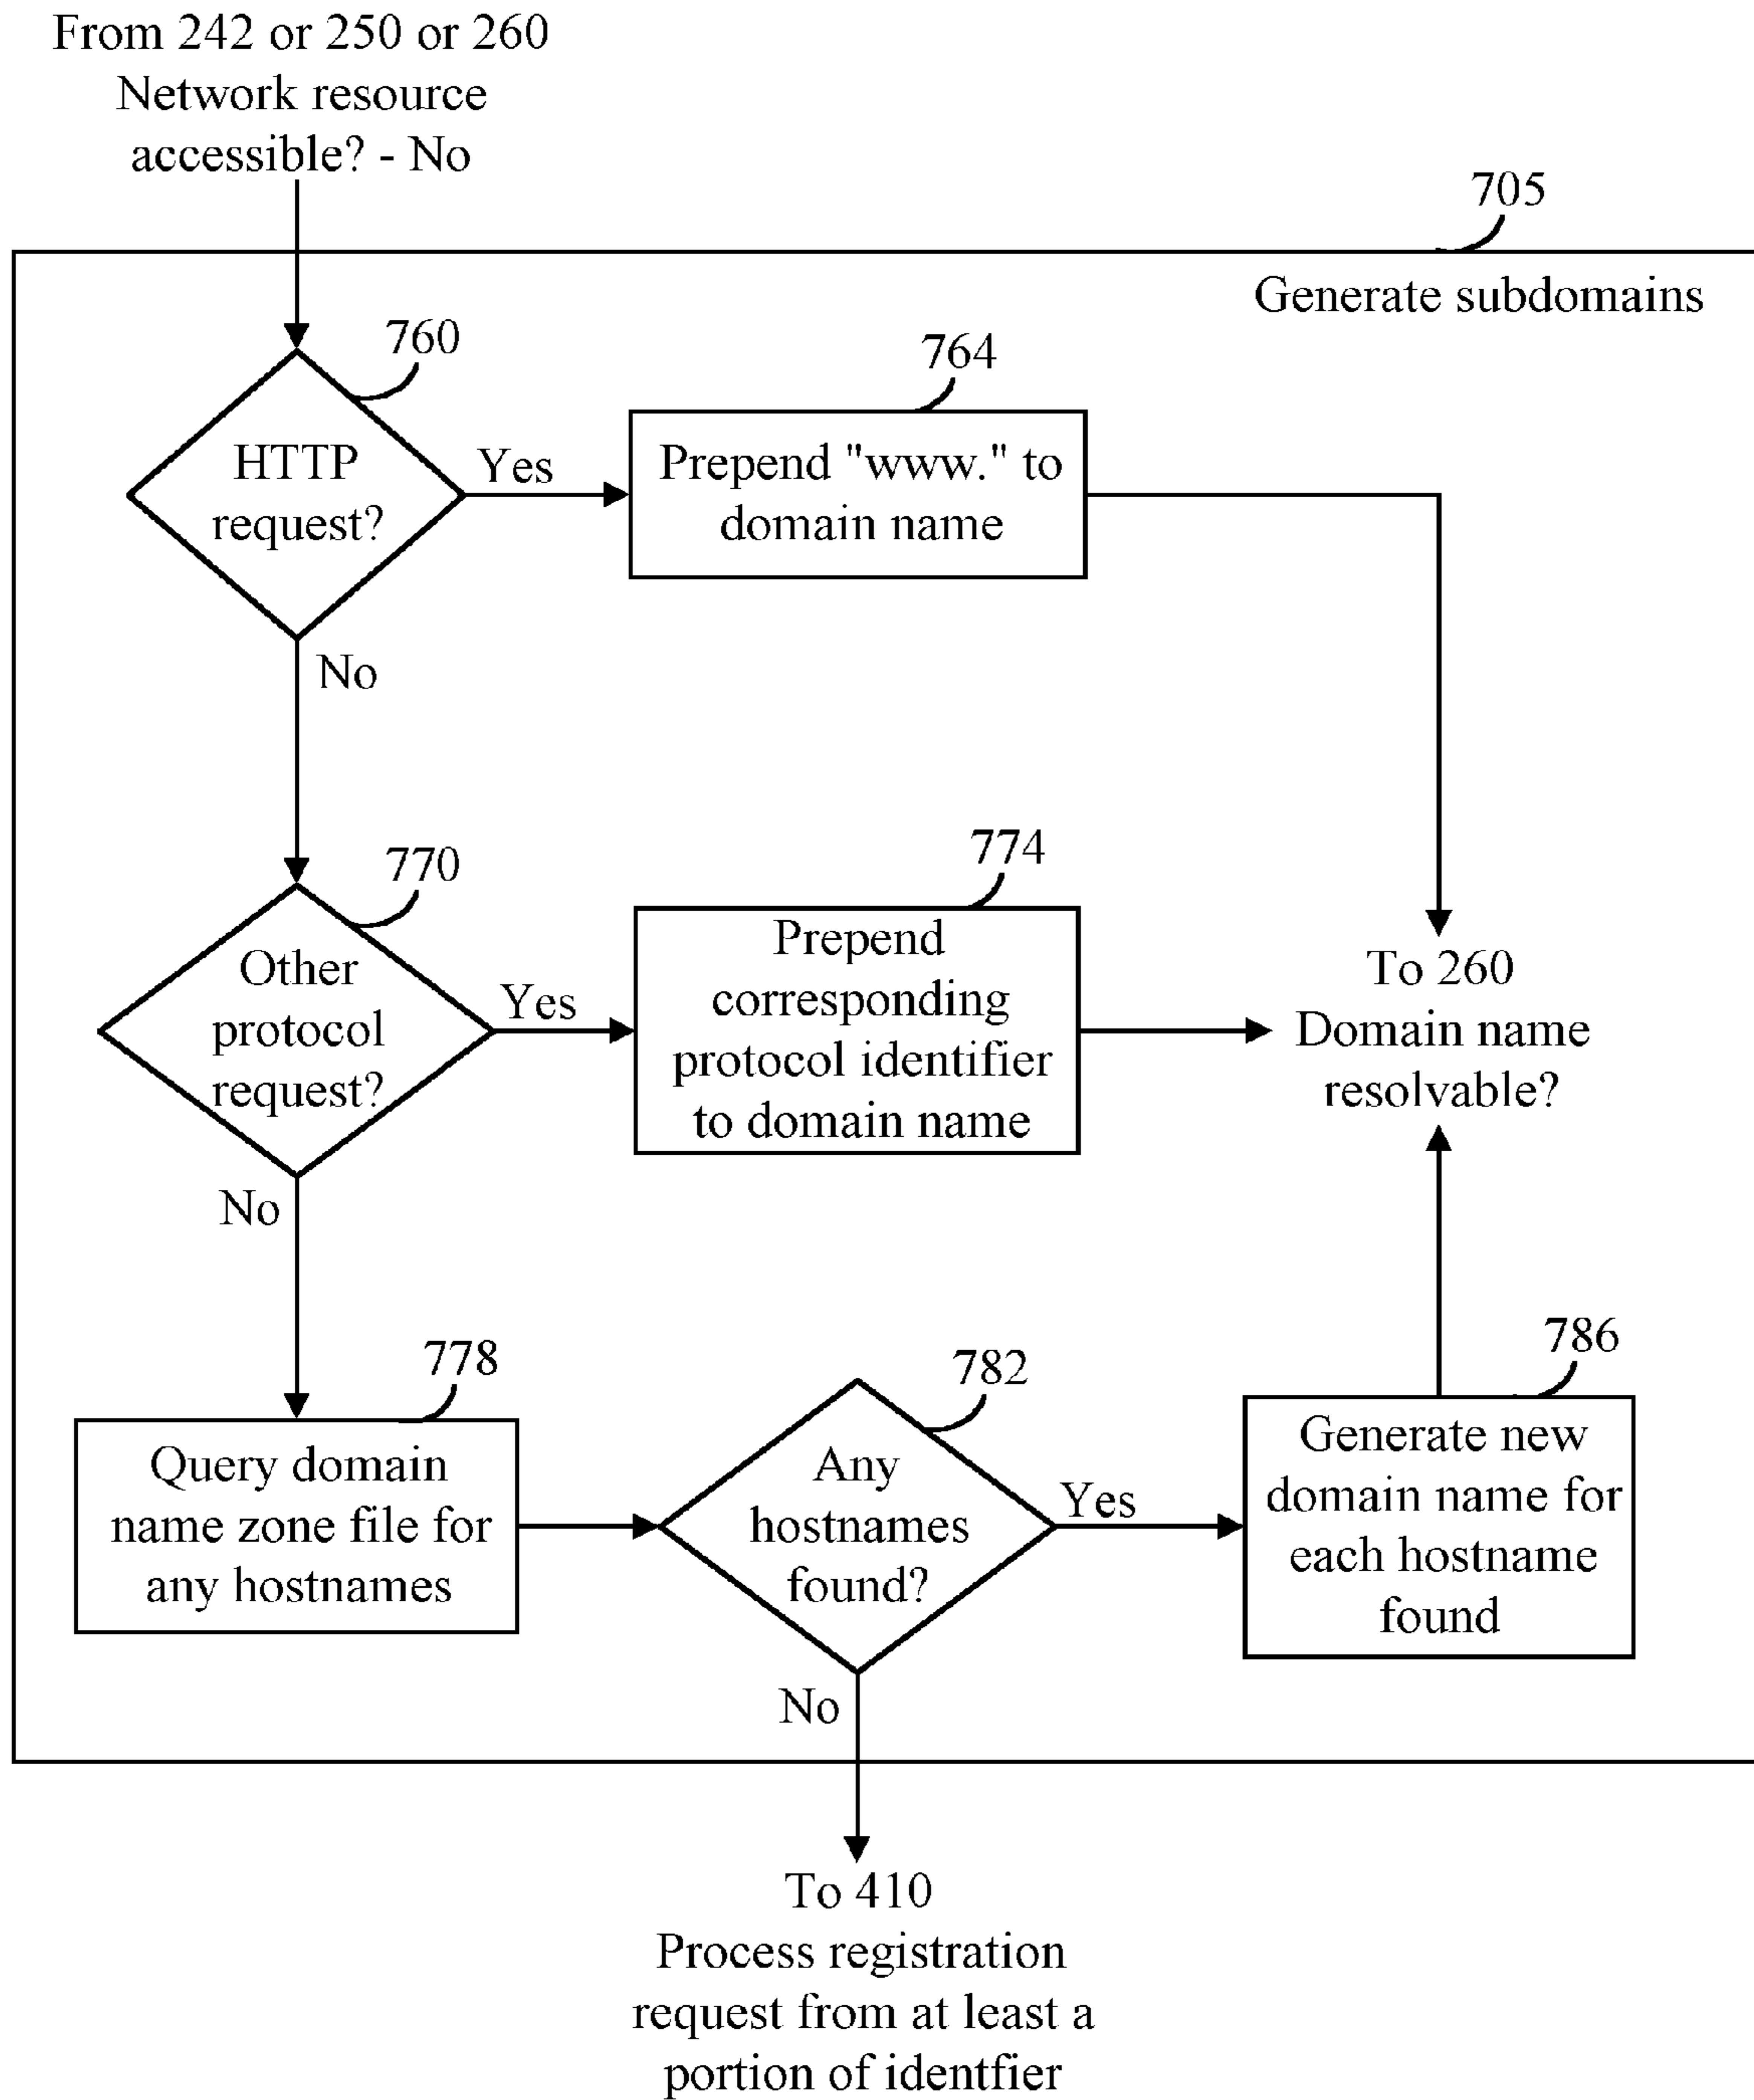 From 242 or 250 or 260
Network resource
accessible? - No
705
Generate subdomains
760
HTTP
request?
Yes
764
Prepend "www." to
domain name
No
770
Other
protocol
request?
Yes
774
Prepend
corresponding
protocol identifier
to domain name
To 260
Domain name
resolvable?
No
778
Query domain
name zone file for
any hostnames
782
Any
hostnames
found?
Yes
786
Generate new
domain name for
each hostname
found
No
To 410
Process registration
request from at least a
portion of identfier